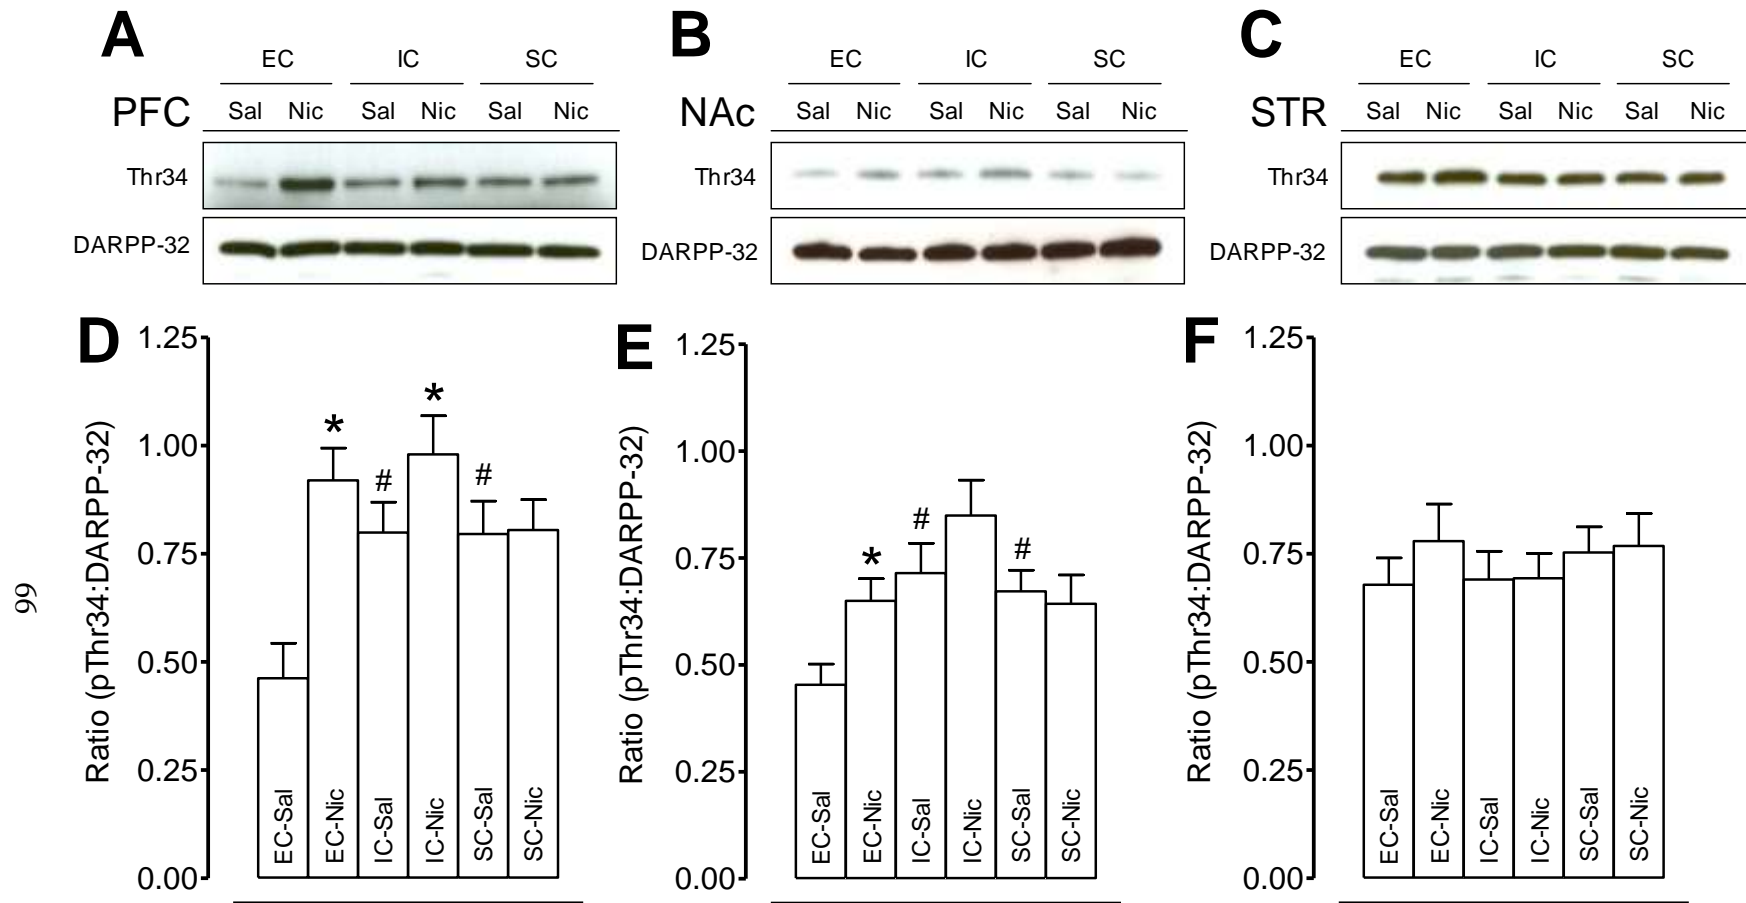 A
EC IC SC
PFC Sal Nic Sal Nic Sal Nic
Thr34
DARPP-32
B
EC IC SC
NAc Sal Nic Sal Nic Sal Nic
Thr34
DARPP-32
C
EC IC SC
STR Sal Nic Sal Nic Sal Nic
Thr34
DARPP-32
D
Ratio (pThr34:DARPP-32)
1.25
1.00
0.75
0.50
0.25
0.00
* # * #
EC-Sal
EC-Nic
IC-Sal
IC-Nic
SC-Sal
SC-Nic
E
Ratio (pThr34:DARPP-32)
1.25
1.00
0.75
0.50
0.25
0.00
* # #
EC-Sal
EC-Nic
IC-Sal
IC-Nic
SC-Sal
SC-Nic
F
Ratio (pThr34:DARPP-32)
1.25
1.00
0.75
0.50
0.25
0.00
EC-Sal
EC-Nic
IC-Sal
IC-Nic
SC-Sal
SC-Nic
99